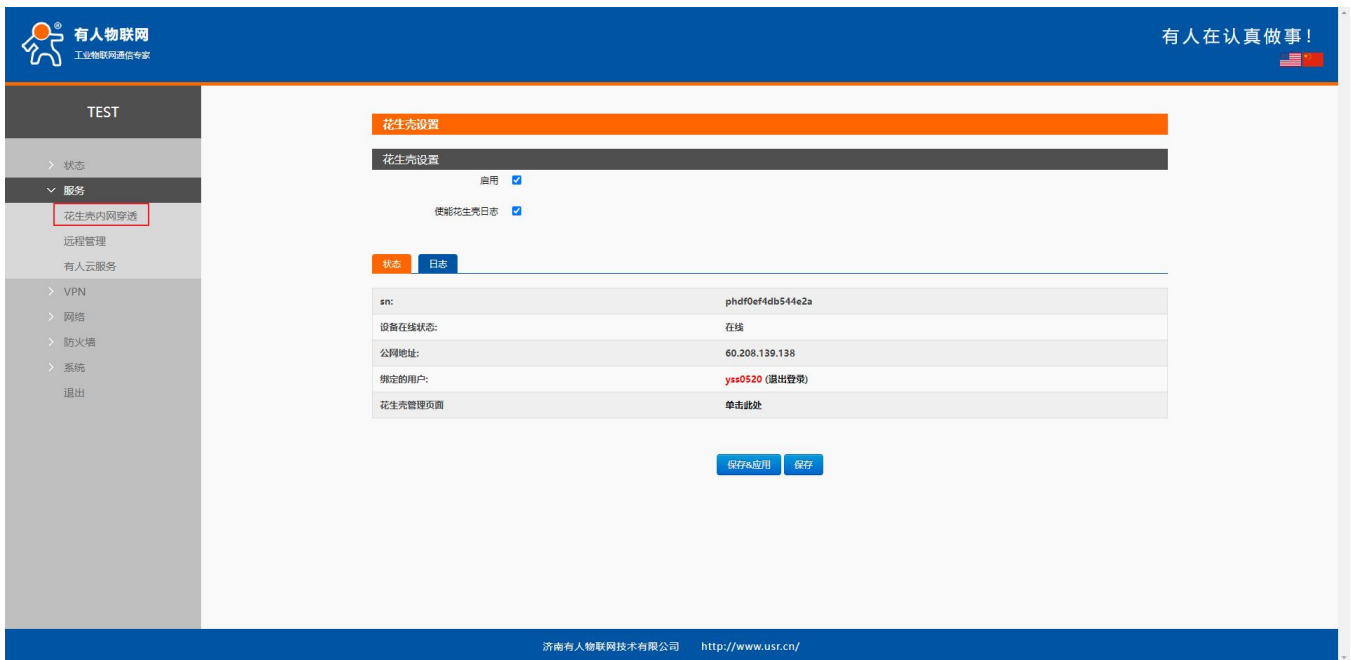 有人物联网
工业物联网通信专家
有人在认真做事!
TEST
状态
服务
花生壳内网穿透
远程管理
有人云服务
VPN
网络
防火墙
系统
退出
花生壳设置
花生壳设置
启用
使能花生壳日志
状态 日志
sn: phdf0ef4db544e2a
设备在线状态: 在线
公网地址: 60.208.139.138
绑定的用户: yss0520 (退出登录)
花生壳管理页面 单击此处
保存&应用 保存
济南有人物联网技术有限公司 http://www.usr.cn/